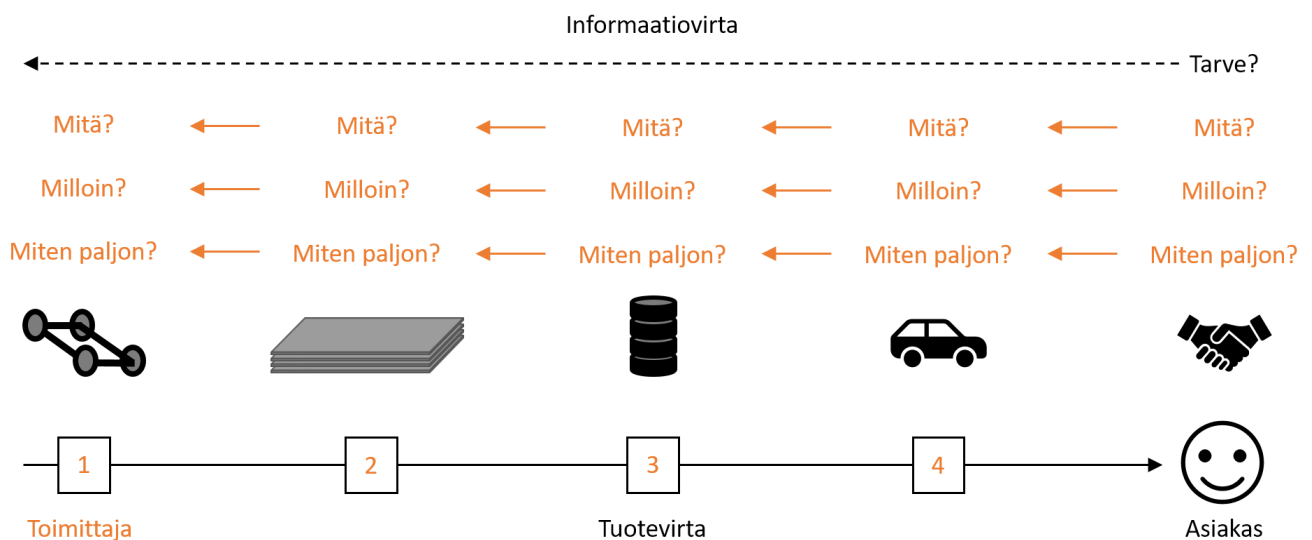 Informaatiovirta
Tarve?
Mitä? Mitä? Mitä? Mitä? Mitä?
Milloin? Milloin? Milloin? Milloin? Milloin?
Miten paljon? Miten paljon? Miten paljon? Miten paljon? Miten paljon?
1 2 3 4
Toimittaja Tuotevirta Asiakas